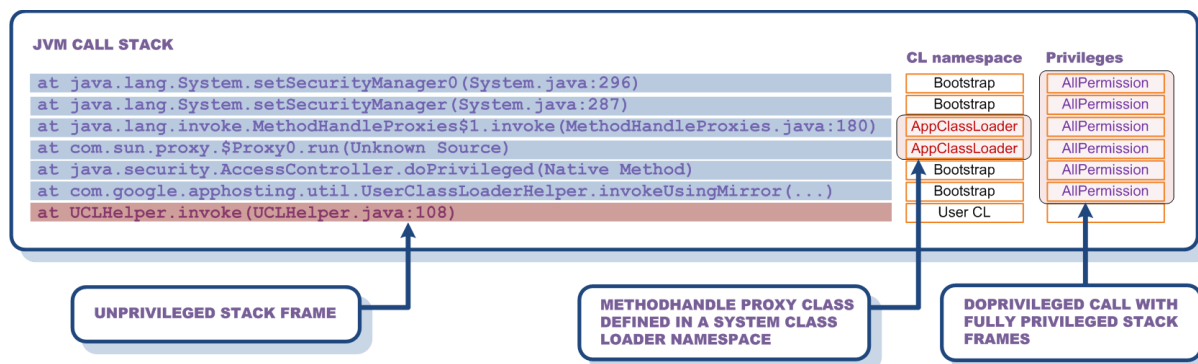 JVM CALL STACK
CL namespace Privileges
at java.lang.System.setSecurityManager0(System.java:296) Bootstrap AllPermission
at java.lang.System.setSecurityManager(System.java:287) Bootstrap AllPermission
at java.lang.invoke.MethodHandleProxies$1.invoke(MethodHandleProxies.java:180) AppClassLoader AllPermission
at com.sun.proxy.$Proxy0.run(Unknown Source) AppClassLoader AllPermission
at java.security.AccessController.doPrivileged(Native Method) Bootstrap AllPermission
at com.google.apphosting.util.UserClassLoaderHelper.invokeUsingMirror(...) Bootstrap AllPermission
at UCLHelper.invoke(UCLHelper.java:108) User CL
UNPRIVILEGED STACK FRAME
METHODHANDLE PROXY CLASS
DEFINED IN A SYSTEM CLASS
LOADER NAMESPACE
DOPRIVILEGED CALL WITH
FULLY PRIVILEGED STACK
FRAMES